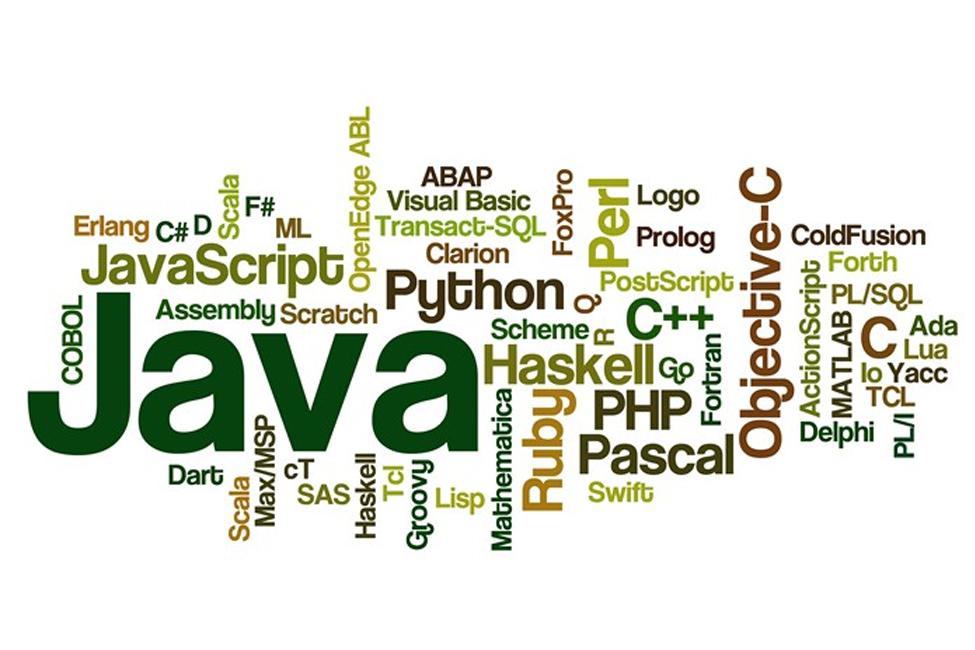 OpenEdge ABL
ABAP
Visual Basic
Transact-SQL
Clarion
FoxPro
Perl
Logo
Prolog
PostScript
Objective-C
ColdFusion
Forth
Erlang
C#
D
Scala
F#
ML
JavaScript
Python
Q
ActionScript
PL/SQL
COBOL
Assembly
Scratch
Java
Scheme
R
C++
Haskell
Go
Fortran
MATLAB
C
Ada
Lua
Io
Yacc
TCL
Delphi
PL/I
Mathematica
Ruby
PHP
Pascal
Swift
Dart
Scala
Max/MSP
cT
SAS
Haskell
Tcl
Groovy
Lisp